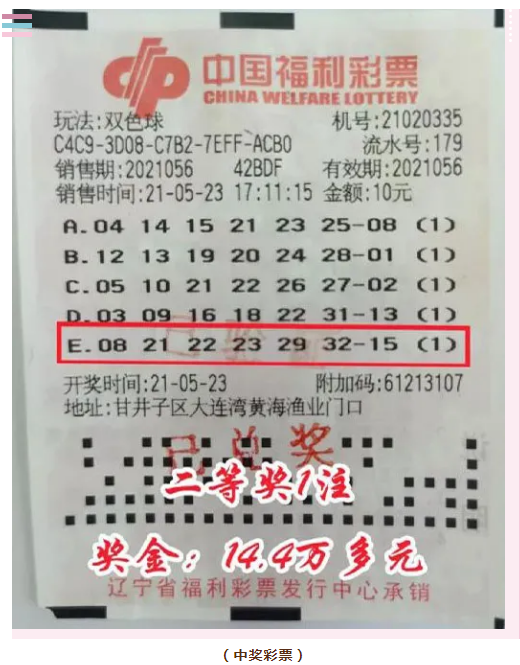 中国福利彩票
CHINA WELFARE LOTTERY
玩法:双色球 机号:21020335
C4C9-3D08-C7B2-7EFF-ACB0 流水号:179
销售期:2021056 42BDF 有效期:2021056
销售时间:21-05-23 17:11:15 金额:10元
A.04 14 15 21 23 25-08 (1)
B.12 13 19 20 24 28-01 (1)
C.05 10 21 22 26 27-02 (1)
D.03 09 16 18 22 31-13 (1)
E.08 21 22 23 29 32-15 (1)
开奖时间:21-05-23 附加码:61213107
地址:甘井子区大连湾黄海渔业门口
已兑奖
二等奖1注
奖金：14.4万多元
辽宁省福利彩票发行中心承销
（中奖彩票）